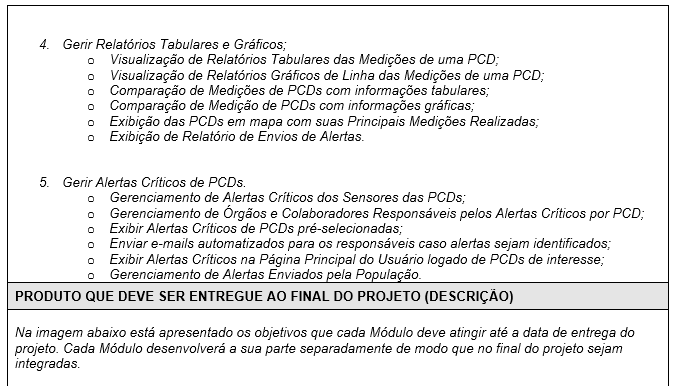 4. Gerir Relatórios Tabulares e Gráficos;
o Visualização de Relatórios Tabulares das Medições de uma PCD;
o Visualização de Relatórios Gráficos de Linha das Medições de uma PCD;
o Comparação de Medições de PCDs com informações tabulares;
o Comparação de Medição de PCDs com informações gráficas;
o Exibição das PCDs em mapa com suas Principais Medições Realizadas;
o Exibição de Relatório de Envios de Alertas.
5. Gerir Alertas Críticos de PCDs.
o Gerenciamento de Alertas Críticos dos Sensores das PCDs;
o Gerenciamento de Órgãos e Colaboradores Responsáveis pelos Alertas Críticos por PCD;
o Exibir Alertas Críticos de PCDs pré-selecionadas;
o Enviar e-mails automatizados para os responsáveis caso alertas sejam identificados;
o Exibir Alertas Críticos na Página Principal do Usuário logado de PCDs de interesse;
o Gerenciamento de Alertas Enviados pela População.
PRODUTO QUE DEVE SER ENTREGUE AO FINAL DO PROJETO (DESCRIÇÃO)
Na imagem abaixo está apresentado os objetivos que cada Módulo deve atingir até a data de entrega do
projeto. Cada Módulo desenvolverá a sua parte separadamente de modo que no final do projeto sejam
integradas.